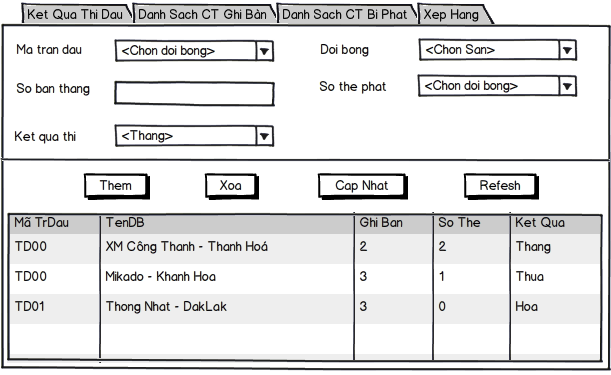 Ket Qua Thi Dau Danh Sach CT Ghi Bàn Danh Sach CT Bi Phat Xep Hang
Ma tran dau <Chon doi bong> Doi bong <Chon San>
So ban thang So the phat <Chon doi bong>
Ket qua thi <Thang>
Them Xoa Cap Nhat Refesh
Mã TrDau TenDB Ghi Ban So The Ket Qua
TD00 XM Công Thanh - Thanh Hoá 2 2 Thang
TD00 Mikado - Khanh Hoa 3 1 Thua
TD01 Thong Nhat - DakLak 3 0 Hoa